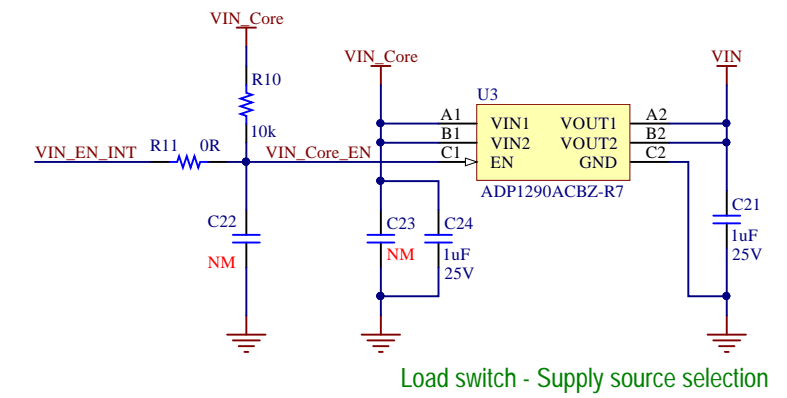 VIN_Core
VIN_Core
VIN
R10
10k
U3
A1 VIN1 VOUT1 A2
B1 VIN2 VOUT2 B2
C1 EN GND C2
ADP1290ACBZ-R7
VIN_EN_INT R11 0R VIN_Core_EN
C22
NM
C23
NM
C24
1uF
25V
C21
1uF
25V
Load switch - Supply source selection